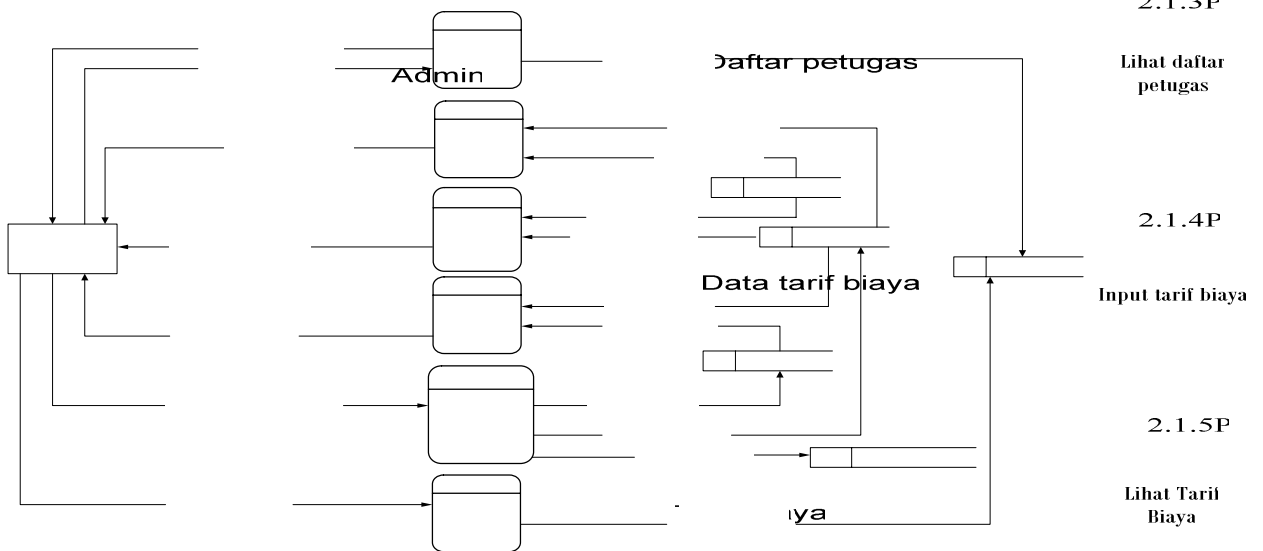 2.1.3P
Admin
Daftar petugas
Lihat daftar
petugas
2.1.4P
Data tarif biaya
Input tarif biaya
2.1.5P
Lihat Tarif
Biaya